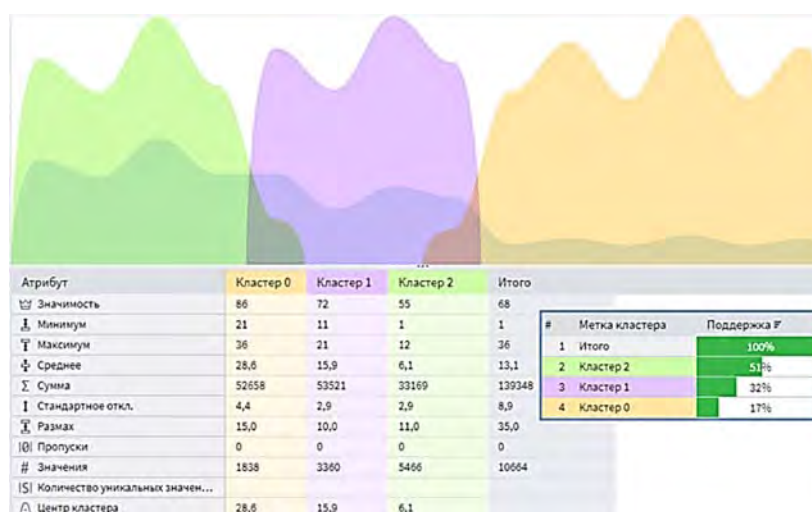 Атрибут Кластер 0 Кластер 1 Кластер 2 Итого
Значимость 86 72 55 68
Минимум 21 11 1 1
Максимум 36 21 12 36
Среднее 28,6 15,9 6,1 13,1
Σ Сумма 52658 53521 33169 139348
Стандартное откл. 4,4 2,9 2,9 8,9
Размах 15,0 10,0 11,0 35,0
|0| Пропуски 0 0 0 0
# Значения 1838 3360 5466 10664
|S| Количество уникальных значен...
Центр кластера 28,6 15,9 6,1
# Метка кластера Поддержка
1 Итого 100%
2 Кластер 2 51%
3 Кластер 1 32%
4 Кластер 0 17%